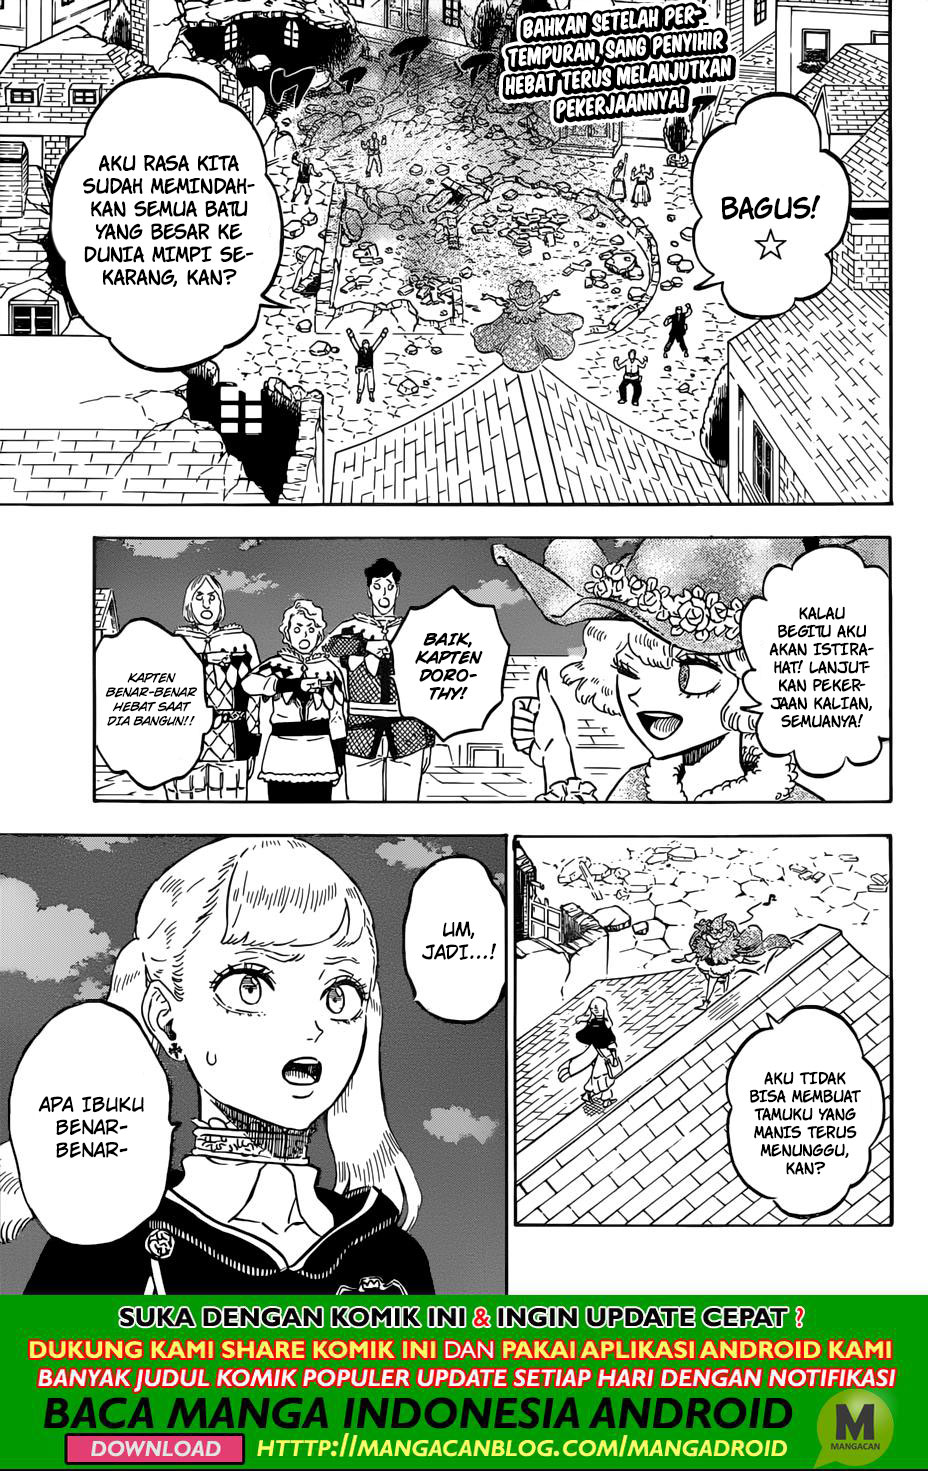 BAHKAN SETELAH PER-
TEMPURAN, SANG PENYIHIR
HEBAT TERUS MELANJUTKAN
PEKERJAANNYA!
BAGUS!
☆
AKU RASA KITA
SUDAH MEMINDAH-
KAN SEMUA BATU
YANG BESAR KE
DUNIA MIMPI SE-
KARANG, KAN?
KALAU
BEGITU AKU
AKAN ISTIRA-
HAT! LANJUT-
KAN PEKER-
JAAN KALIAN,
SEMUANYA!
BAIK,
KAPTEN
DORO-
THY!
KAPTEN
BENAR-BENAR
HEBAT SAAT
DIA BANGUN!!
AKU TIDAK
BISA MEMBUAT
TAMUKU YANG
MANIS TERUS
MENUNGGU,
KAN?
UM,
JADI...!
APA IBUKU
BENAR-
BENAR-
SUKA DENGAN KOMIK INI & INGIN UPDATE CEPAT ?
DUKUNG KAMI SHARE KOMIK INI DAN PAKAI APLIKASI ANDROID KAMI
BANYAK JUDUL KOMIK POPULER UPDATE SETIAP HARI DENGAN NOTIFIKASI
BACA MANGA INDONESIA ANDROID
DOWNLOAD HTTTP://MANGACANBLOG.COM/MANGADROID
M
MANGACAN